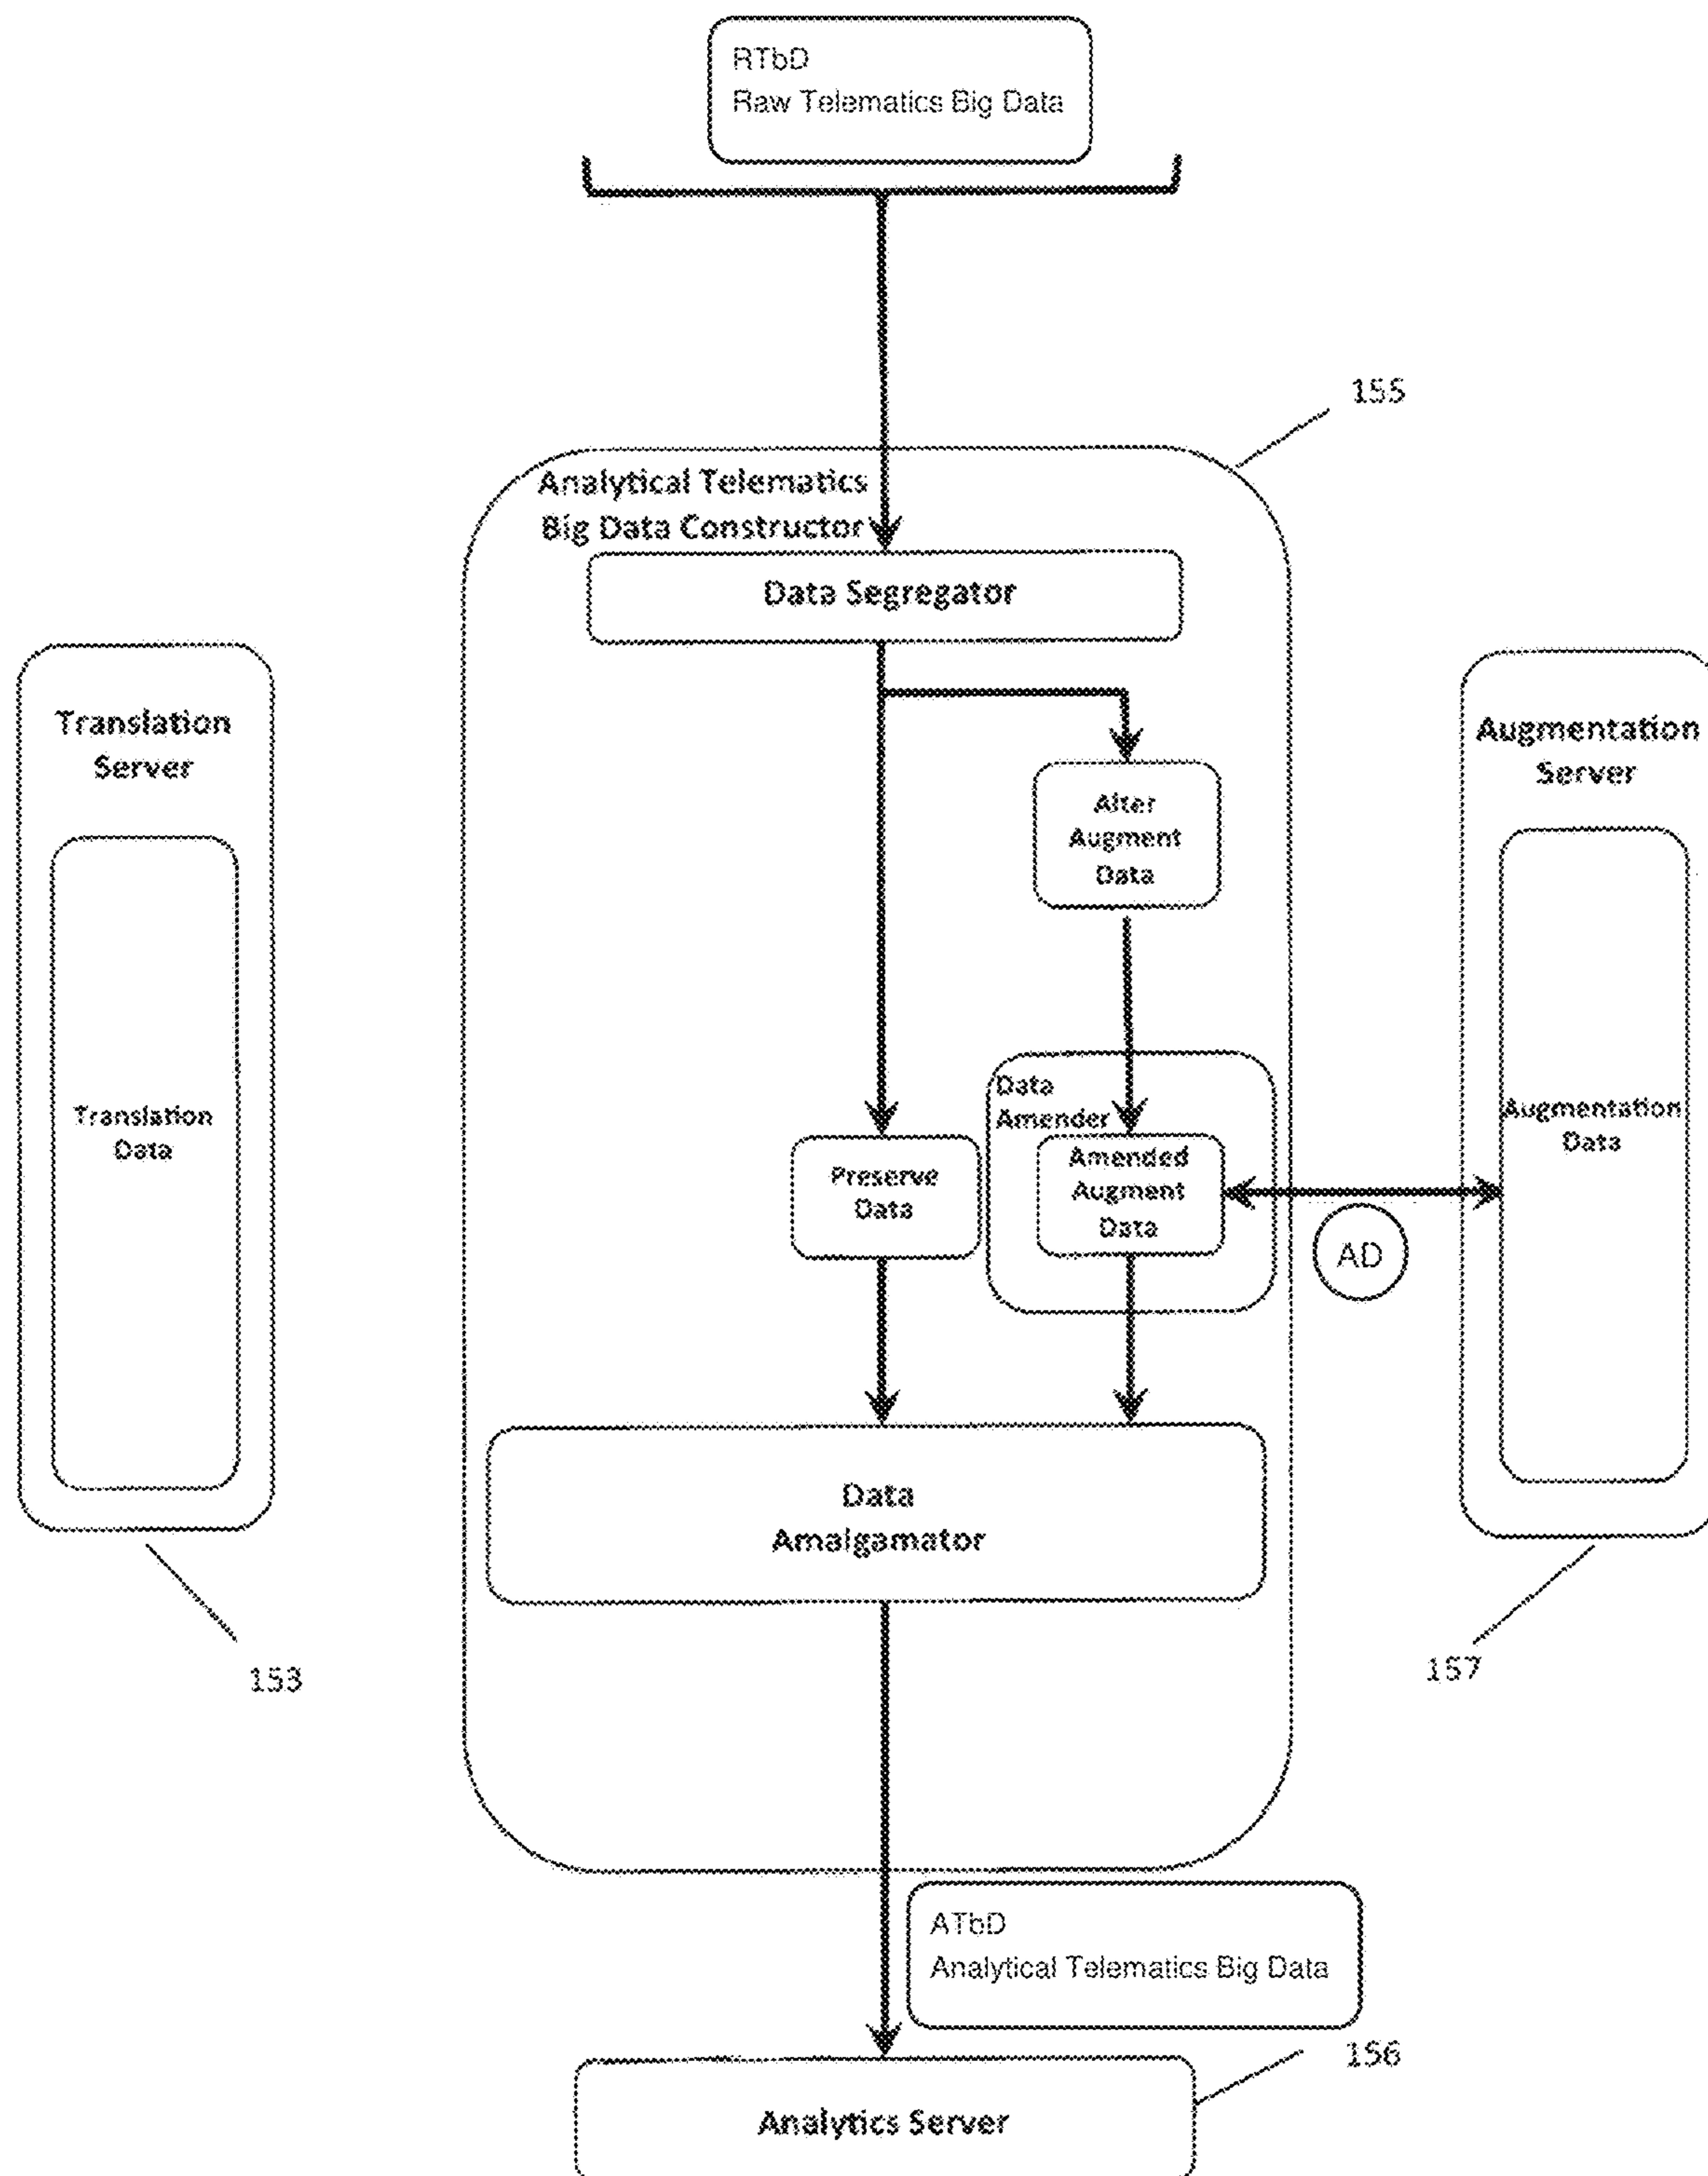 RTbD
Raw Telematics Big Data
155
Analytical Telematics
Big Data Constructor
Data Segregator
Translation
Server
Augmentation
Server
Alter
Augment
Data
Translation
Data
Data
Amender
Augmentation
Data
Preserve
Data
Amended
Augment
Data
AD
Data
Amalgamator
153
157
ATbD
Analytical Telematics Big Data
156
Analytics Server